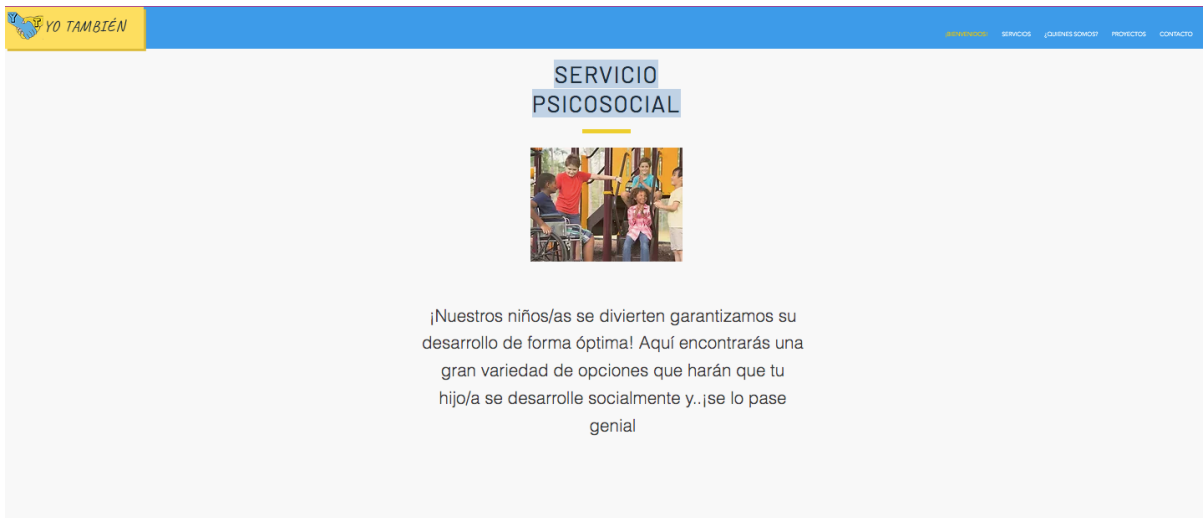 Y T YO TAMBIÉN
¡BIENVENIDOS! SERVICIOS ¿QUIENES SOMOS? PROYECTOS CONTACTO
SERVICIO
PSICOSOCIAL
¡Nuestros niños/as se divierten garantizamos su
desarrollo de forma óptima! Aquí encontrarás una
gran variedad de opciones que harán que tu
hijo/a se desarrolle socialmente y..¡se lo pase
genial